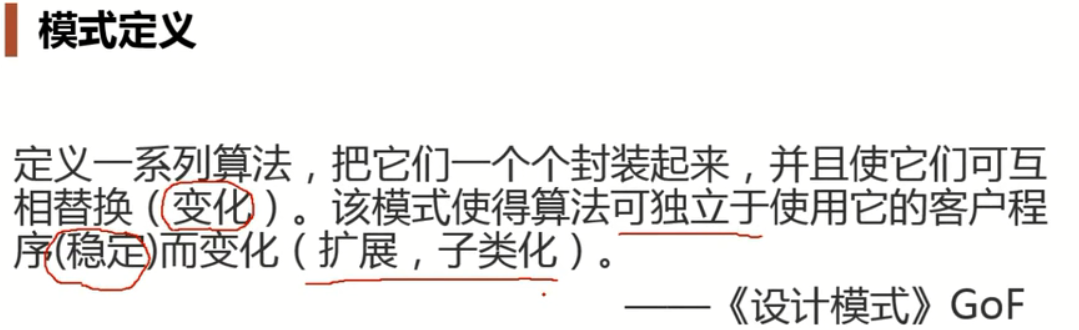 模式定义
定义一系列算法，把它们一个个封装起来，并且使它们可互
相替换（变化）。该模式使得算法可独立于使用它的客户程
序(稳定)而变化（扩展，子类化）。
——《设计模式》GoF